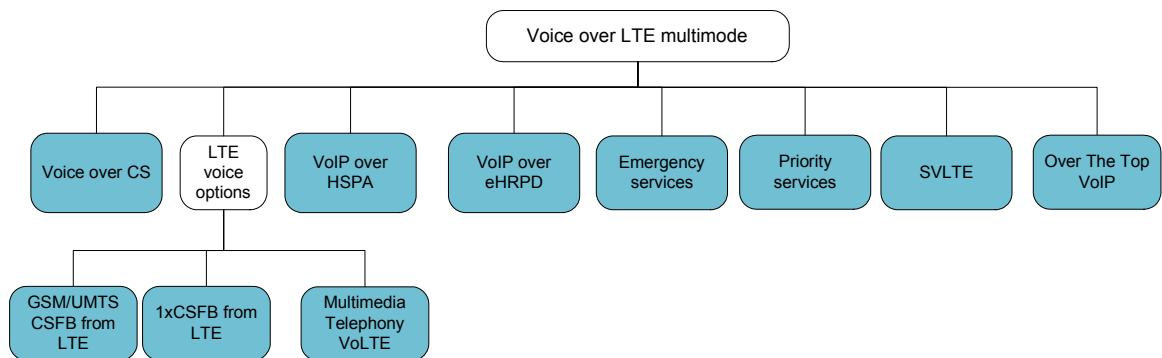 Voice over LTE multimode
Voice over CS
LTE
voice
options
VoIP over
HSPA
VoIP over
eHRPD
Emergency
services
Priority
services
SVLTE
Over The Top
VoIP
GSM/UMTS
CSFB from
LTE
1xCSFB from
LTE
Multimedia
Telephony
VoLTE